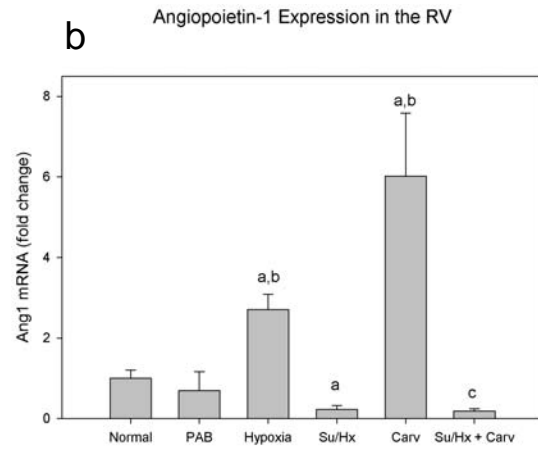 Angiopoietin-1 Expression in the RV
b
Ang1 mRNA (fold change)
8
6
4
2
0
a,b
a
a,b
c
Normal
PAB
Hypoxia
Su/Hx
Carv
Su/Hx + Carv